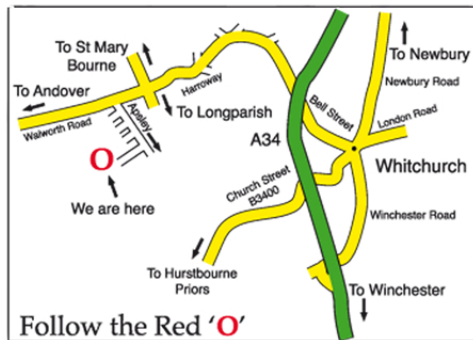 To St Mary
Bourne
To Andover
Walworth Road
Apsley
Harroway
To Longparish
O
We are here
A34
Bell Street
To Newbury
Newbury Road
London Road
Whitchurch
Church Street
B3400
Winchester Road
To Hurstbourne
Priors
To Winchester
Follow the Red 'O'